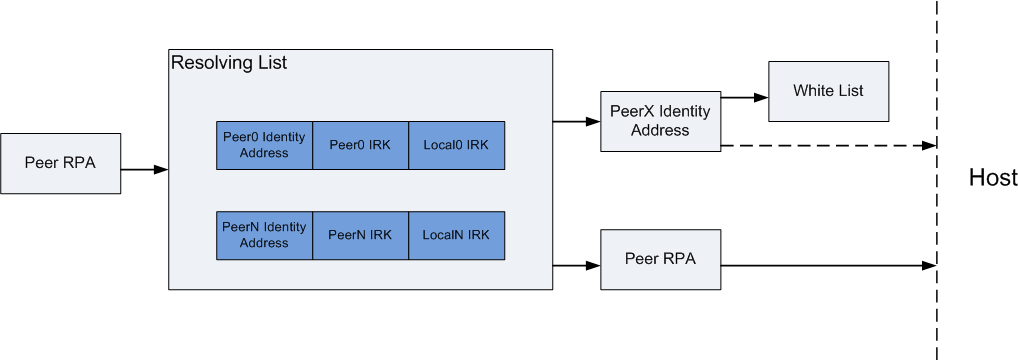 Resolving List
Peer RPA
Peer0 Identity
Address
Peer0 IRK
Local0 IRK
PeerN Identity
Address
PeerN IRK
LocalN IRK
PeerX Identity
Address
White List
Peer RPA
Host